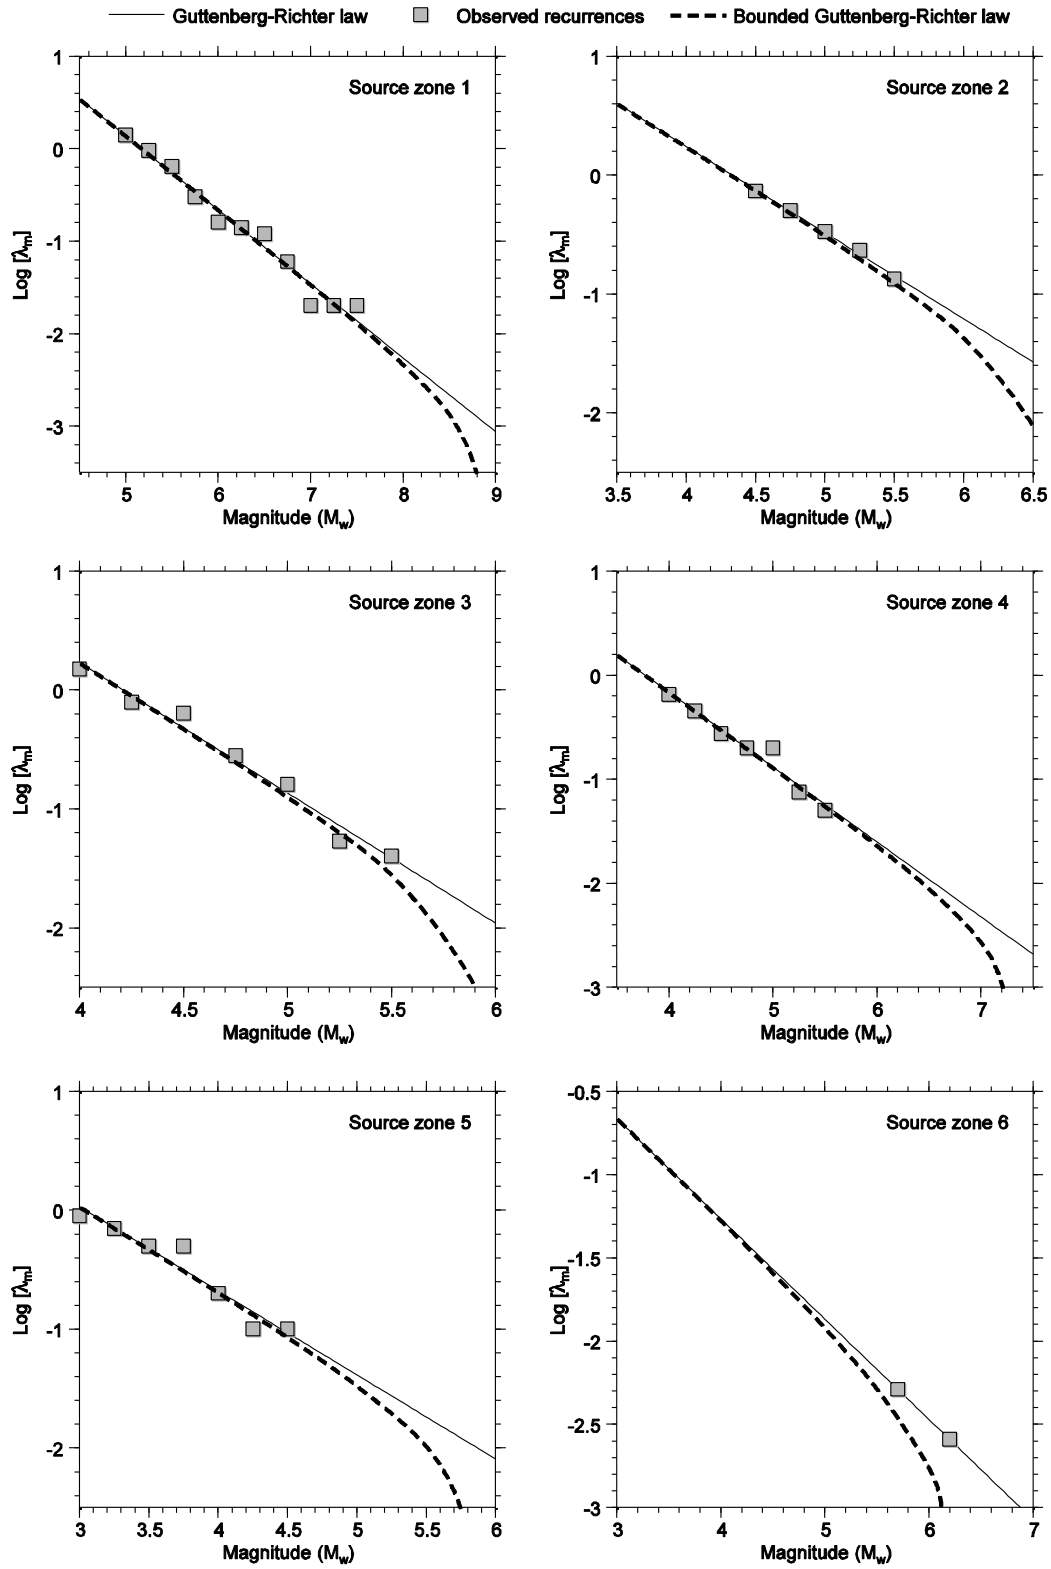 Guttenberg-Richter law Observed recurrences Bounded Guttenberg-Richter law
Source zone 1
1
0
-1
-2
-3
Log [λm]
5 6 7 8 9
Magnitude (Mw)
Source zone 2
1
0
-1
-2
Log [λm]
3.5 4 4.5 5 5.5 6 6.5
Magnitude (Mw)
Source zone 3
1
0
-1
-2
Log [λm]
4 4.5 5 5.5 6
Magnitude (Mw)
Source zone 4
1
0
-1
-2
-3
Log [λm]
4 5 6 7
Magnitude (Mw)
Source zone 5
1
0
-1
-2
Log [λm]
3 3.5 4 4.5 5 5.5 6
Magnitude (Mw)
Source zone 6
-0.5
-1
-1.5
-2
-2.5
-3
Log [λm]
3 4 5 6 7
Magnitude (Mw)